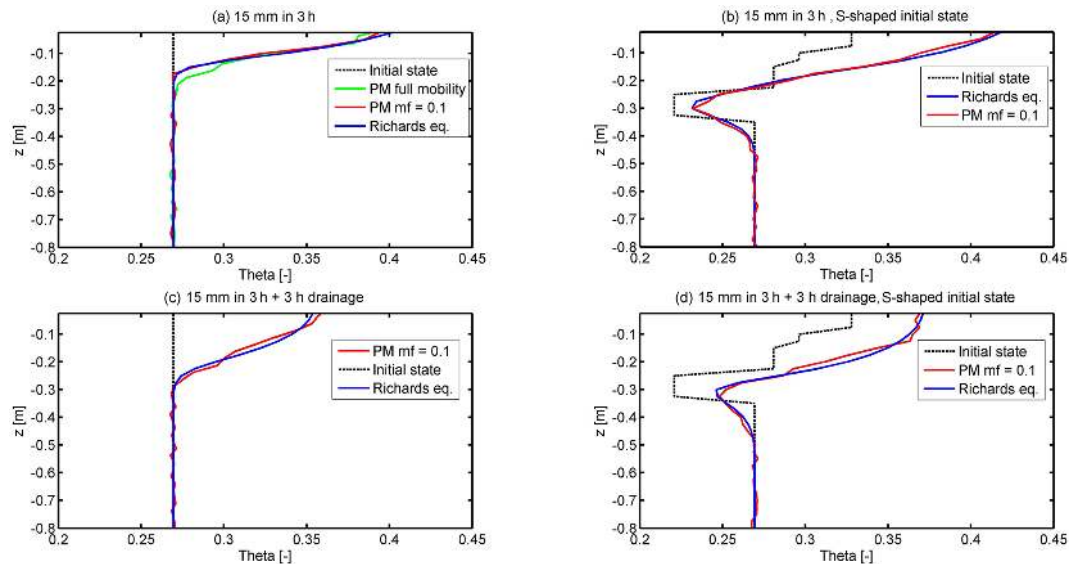 (a) 15 mm in 3 h
-0.1
-0.2
-0.3
-0.4
-0.5
-0.6
-0.7
-0.8
z [m]
Initial state
PM full mobility
PM mf = 0.1
Richards eq.
0.2
0.25
0.3
0.35
0.4
0.45
Theta [-]
(b) 15 mm in 3 h , S-shaped initial state
-0.1
-0.2
-0.3
-0.4
-0.5
-0.6
-0.7
-0.8
z [m]
Initial state
Richards eq.
PM mf = 0.1
0.2
0.25
0.3
0.35
0.4
0.45
Theta [-]
(c) 15 mm in 3 h + 3 h drainage
-0.1
-0.2
-0.3
-0.4
-0.5
-0.6
-0.7
-0.8
z [m]
PM mf = 0.1
Initial state
Richards eq.
0.2
0.25
0.3
0.35
0.4
0.45
Theta [-]
(d) 15 mm in 3 h + 3 h drainage, S-shaped initial state
-0.1
-0.2
-0.3
-0.4
-0.5
-0.6
-0.7
-0.8
z [m]
Initial state
PM mf = 0.1
Richards eq.
0.2
0.25
0.3
0.35
0.4
0.45
Theta [-]